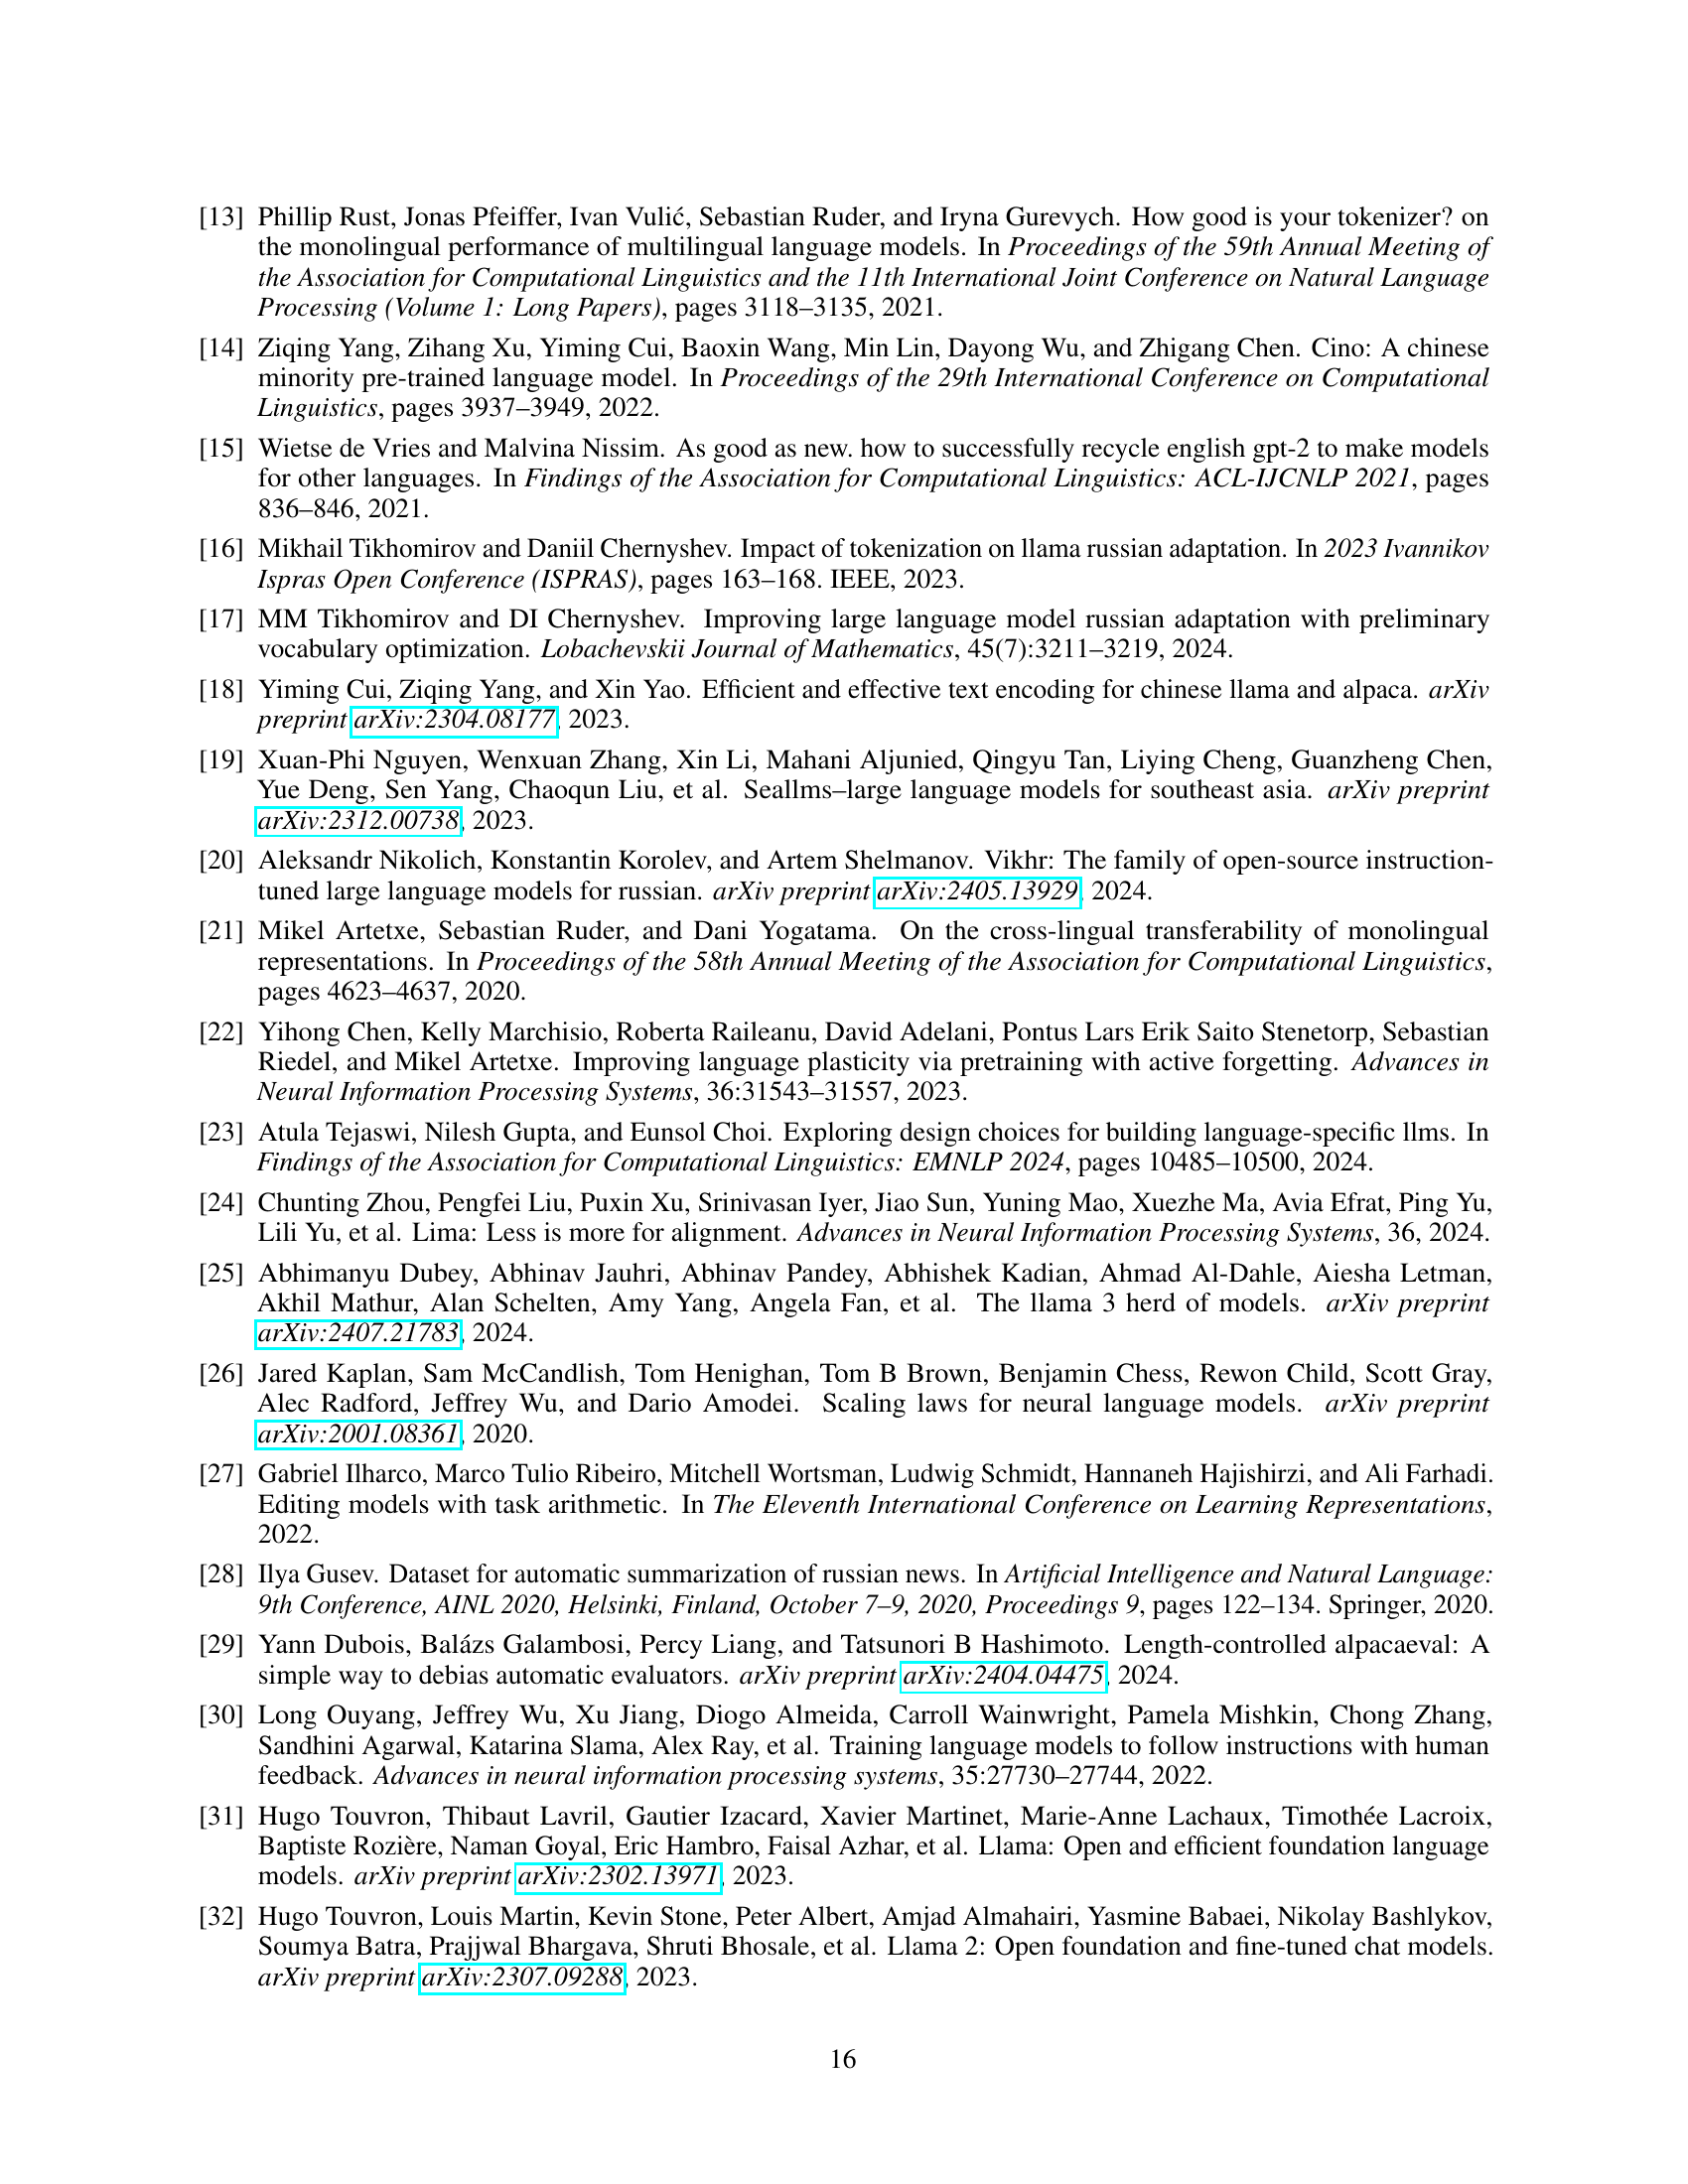 [13] Phillip Rust, Jonas Pfeiffer, Ivan Vulić, Sebastian Ruder, and Iryna Gurevych. How good is your tokenizer? on
the monolingual performance of multilingual language models. In Proceedings of the 59th Annual Meeting of
the Association for Computational Linguistics and the 11th International Joint Conference on Natural Language
Processing (Volume 1: Long Papers), pages 3118–3135, 2021.
[14] Ziqing Yang, Zihang Xu, Yiming Cui, Baoxin Wang, Min Lin, Dayong Wu, and Zhigang Chen. Cino: A chinese
minority pre-trained language model. In Proceedings of the 29th International Conference on Computational
Linguistics, pages 3937–3949, 2022.
[15] Wietse de Vries and Malvina Nissim. As good as new. how to successfully recycle english gpt-2 to make models
for other languages. In Findings of the Association for Computational Linguistics: ACL-IJCNLP 2021, pages
836–846, 2021.
[16] Mikhail Tikhomirov and Daniil Chernyshev. Impact of tokenization on llama russian adaptation. In 2023 Ivannikov
Ispras Open Conference (ISPRAS), pages 163–168. IEEE, 2023.
[17] MM Tikhomirov and DI Chernyshev. Improving large language model russian adaptation with preliminary
vocabulary optimization. Lobachevskii Journal of Mathematics, 45(7):3211–3219, 2024.
[18] Yiming Cui, Ziqing Yang, and Xin Yao. Efficient and effective text encoding for chinese llama and alpaca. arXiv
preprint arXiv:2304.08177, 2023.
[19] Xuan-Phi Nguyen, Wenxuan Zhang, Xin Li, Mahani Aljunied, Qingyu Tan, Liying Cheng, Guanzheng Chen,
Yue Deng, Sen Yang, Chaoqun Liu, et al. Seallms–large language models for southeast asia. arXiv preprint
arXiv:2312.00738, 2023.
[20] Aleksandr Nikolich, Konstantin Korolev, and Artem Shelmanov. Vikhr: The family of open-source instruction-
tuned large language models for russian. arXiv preprint arXiv:2405.13929, 2024.
[21] Mikel Artetxe, Sebastian Ruder, and Dani Yogatama. On the cross-lingual transferability of monolingual
representations. In Proceedings of the 58th Annual Meeting of the Association for Computational Linguistics,
pages 4623–4637, 2020.
[22] Yihong Chen, Kelly Marchisio, Roberta Raileanu, David Adelani, Pontus Lars Erik Saito Stenetorp, Sebastian
Riedel, and Mikel Artetxe. Improving language plasticity via pretraining with active forgetting. Advances in
Neural Information Processing Systems, 36:31543–31557, 2023.
[23] Atula Tejaswi, Nilesh Gupta, and Eunsol Choi. Exploring design choices for building language-specific llms. In
Findings of the Association for Computational Linguistics: EMNLP 2024, pages 10485–10500, 2024.
[24] Chunting Zhou, Pengfei Liu, Puxin Xu, Srinivasan Iyer, Jiao Sun, Yuning Mao, Xuezhe Ma, Avia Efrat, Ping Yu,
Lili Yu, et al. Lima: Less is more for alignment. Advances in Neural Information Processing Systems, 36, 2024.
[25] Abhimanyu Dubey, Abhinav Jauhri, Abhinav Pandey, Abhishek Kadian, Ahmad Al-Dahle, Aiesha Letman,
Akhil Mathur, Alan Schelten, Amy Yang, Angela Fan, et al. The llama 3 herd of models. arXiv preprint
arXiv:2407.21783, 2024.
[26] Jared Kaplan, Sam McCandlish, Tom Henighan, Tom B Brown, Benjamin Chess, Rewon Child, Scott Gray,
Alec Radford, Jeffrey Wu, and Dario Amodei. Scaling laws for neural language models. arXiv preprint
arXiv:2001.08361, 2020.
[27] Gabriel Ilharco, Marco Tulio Ribeiro, Mitchell Wortsman, Ludwig Schmidt, Hannaneh Hajishirzi, and Ali Farhadi.
Editing models with task arithmetic. In The Eleventh International Conference on Learning Representations,
2022.
[28] Ilya Gusev. Dataset for automatic summarization of russian news. In Artificial Intelligence and Natural Language:
9th Conference, AINL 2020, Helsinki, Finland, October 7–9, 2020, Proceedings 9, pages 122–134. Springer, 2020.
[29] Yann Dubois, Balázs Galambosi, Percy Liang, and Tatsunori B Hashimoto. Length-controlled alpacaeval: A
simple way to debias automatic evaluators. arXiv preprint arXiv:2404.04475, 2024.
[30] Long Ouyang, Jeffrey Wu, Xu Jiang, Diogo Almeida, Carroll Wainwright, Pamela Mishkin, Chong Zhang,
Sandhini Agarwal, Katarina Slama, Alex Ray, et al. Training language models to follow instructions with human
feedback. Advances in neural information processing systems, 35:27730–27744, 2022.
[31] Hugo Touvron, Thibaut Lavril, Gautier Izacard, Xavier Martinet, Marie-Anne Lachaux, Timothée Lacroix,
Baptiste Rozière, Naman Goyal, Eric Hambro, Faisal Azhar, et al. Llama: Open and efficient foundation language
models. arXiv preprint arXiv:2302.13971, 2023.
[32] Hugo Touvron, Louis Martin, Kevin Stone, Peter Albert, Amjad Almahairi, Yasmine Babaei, Nikolay Bashlykov,
Soumya Batra, Prajjwal Bhargava, Shruti Bhosale, et al. Llama 2: Open foundation and fine-tuned chat models.
arXiv preprint arXiv:2307.09288, 2023.
16